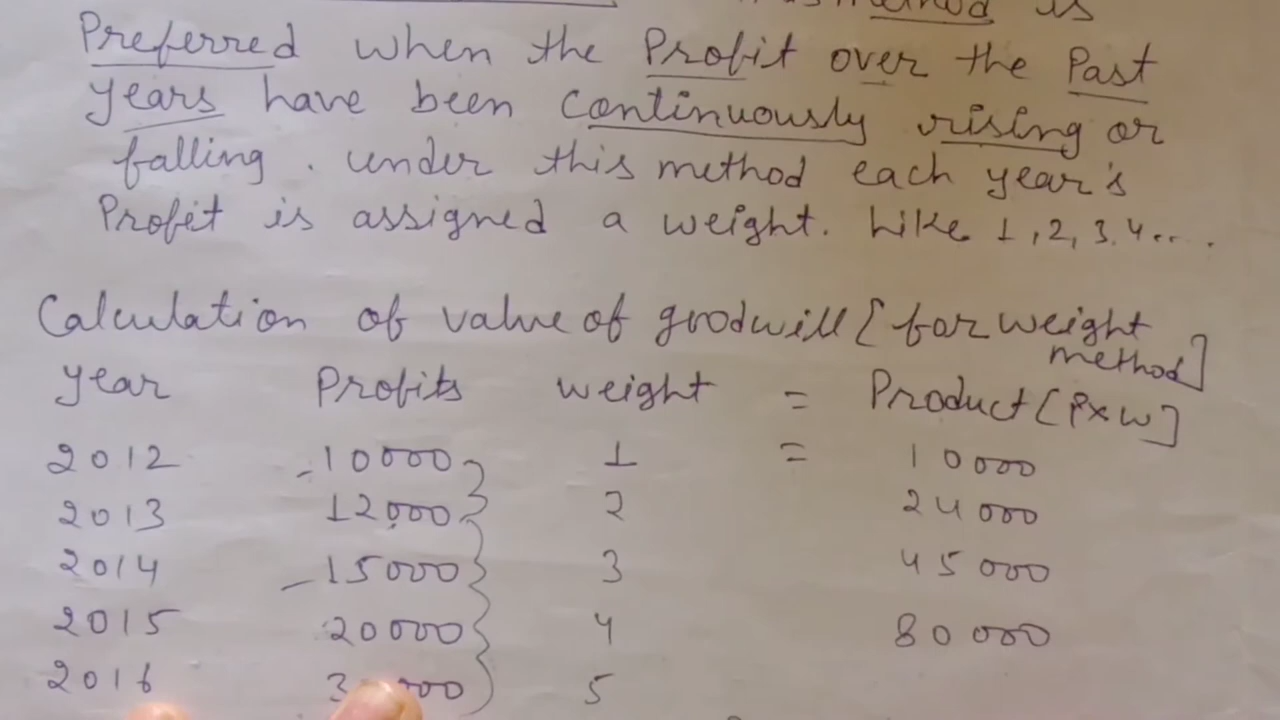 method is
Preferred when the Profit over the Past
years have been continuously rising or
falling. under this method each year's
Profit is assigned a weight. Like 1, 2, 3. 4....
Calculation of value of goodwill [for weight
method]
year Profits weight = Product [P×W]
2012 10000 1 = 10000
2013 12000 2 24000
2014 15000 3 45000
2015 20000 4 80000
2016 5